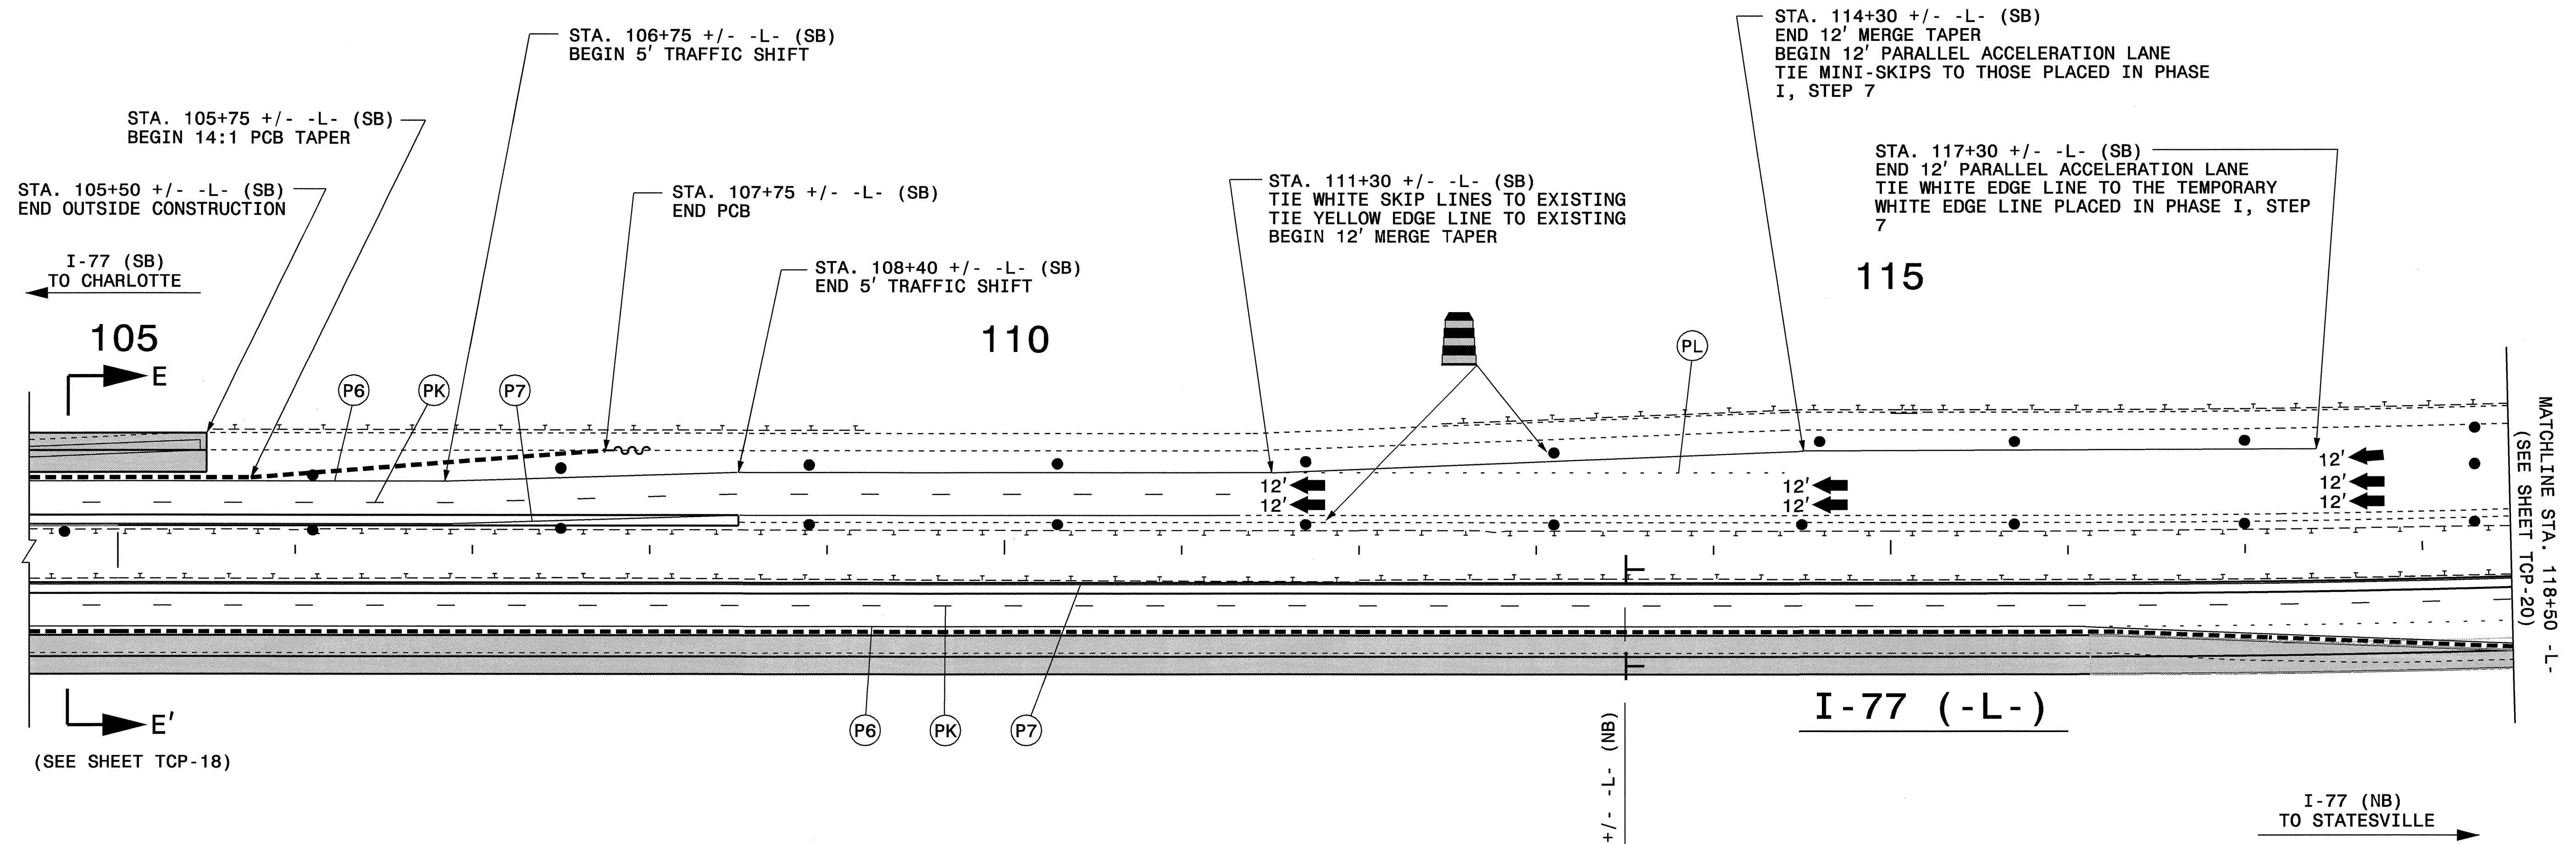 STA. 106+75 +/- -L- (SB)
BEGIN 5' TRAFFIC SHIFT
STA. 114+30 +/- -L- (SB)
END 12' MERGE TAPER
BEGIN 12' PARALLEL ACCELERATION LANE
TIE MINI-SKIPS TO THOSE PLACED IN PHASE
I, STEP 7
STA. 105+75 +/- -L- (SB)
BEGIN 14:1 PCB TAPER
STA. 105+50 +/- -L- (SB)
END OUTSIDE CONSTRUCTION
STA. 107+75 +/- -L- (SB)
END PCB
STA. 111+30 +/- -L- (SB)
TIE WHITE SKIP LINES TO EXISTING
TIE YELLOW EDGE LINE TO EXISTING
BEGIN 12' MERGE TAPER
STA. 117+30 +/- -L- (SB)
END 12' PARALLEL ACCELERATION LANE
TIE WHITE EDGE LINE TO THE TEMPORARY
WHITE EDGE LINE PLACED IN PHASE I, STEP
7
I-77 (SB)
TO CHARLOTTE
STA. 108+40 +/- -L- (SB)
END 5' TRAFFIC SHIFT
105
110
115
E
P6
PK
P7
PL
12'
12'
12'
12'
12'
12'
12'
MATCHLINE STA. 118+50 -L-
(SEE SHEET TCP-20)
E'
(SEE SHEET TCP-18)
P6
PK
P7
+/- -L- (NB)
I-77 (-L-)
I-77 (NB)
TO STATESVILLE